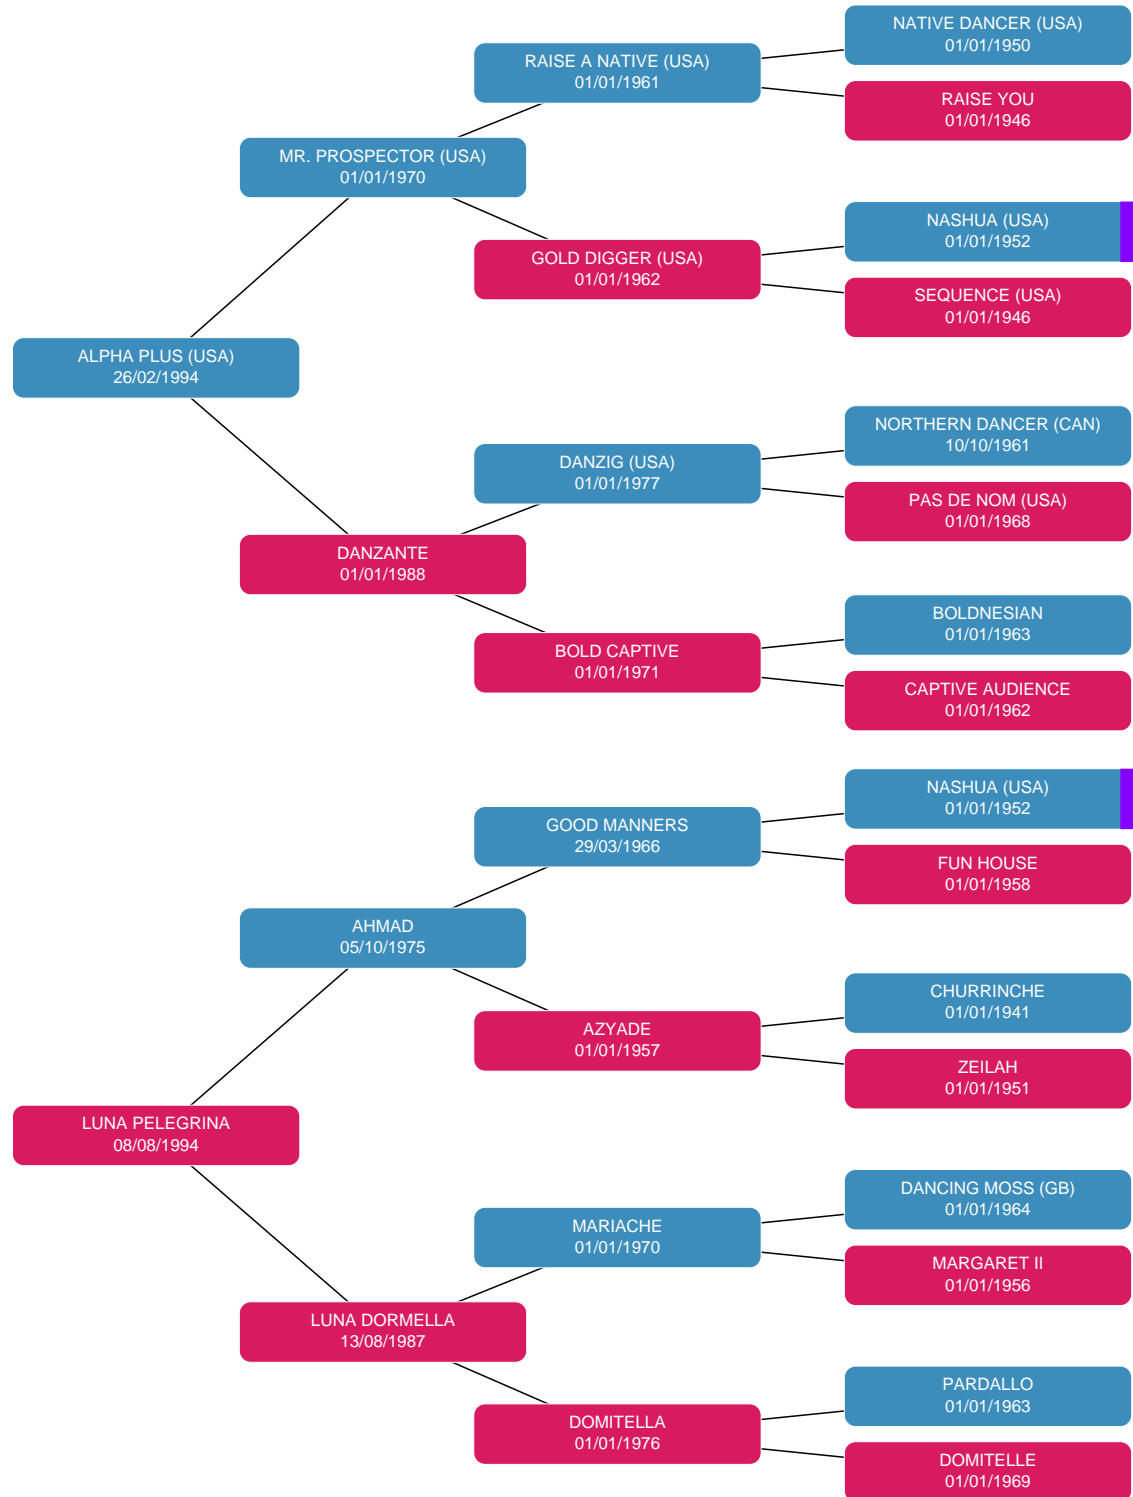 NATIVE DANCER (USA)
01/01/1950
RAISE A NATIVE (USA)
01/01/1961
RAISE YOU
01/01/1946
MR. PROSPECTOR (USA)
01/01/1970
NASHUA (USA)
01/01/1952
GOLD DIGGER (USA)
01/01/1962
SEQUENCE (USA)
01/01/1946
ALPHA PLUS (USA)
26/02/1994
NORTHERN DANCER (CAN)
10/10/1961
DANZIG (USA)
01/01/1977
PAS DE NOM (USA)
01/01/1968
DANZANTE
01/01/1988
BOLDNESIAN
01/01/1963
BOLD CAPTIVE
01/01/1971
CAPTIVE AUDIENCE
01/01/1962
NASHUA (USA)
01/01/1952
GOOD MANNERS
29/03/1966
FUN HOUSE
01/01/1958
AHMAD
05/10/1975
CHURRINCHE
01/01/1941
AZYADE
01/01/1957
ZEILAH
01/01/1951
LUNA PELEGRINA
08/08/1994
DANCING MOSS (GB)
01/01/1964
MARIACHE
01/01/1970
MARGARET II
01/01/1956
LUNA DORMELLA
13/08/1987
PARDALLO
01/01/1963
DOMITELLA
01/01/1976
DOMITELLE
01/01/1969